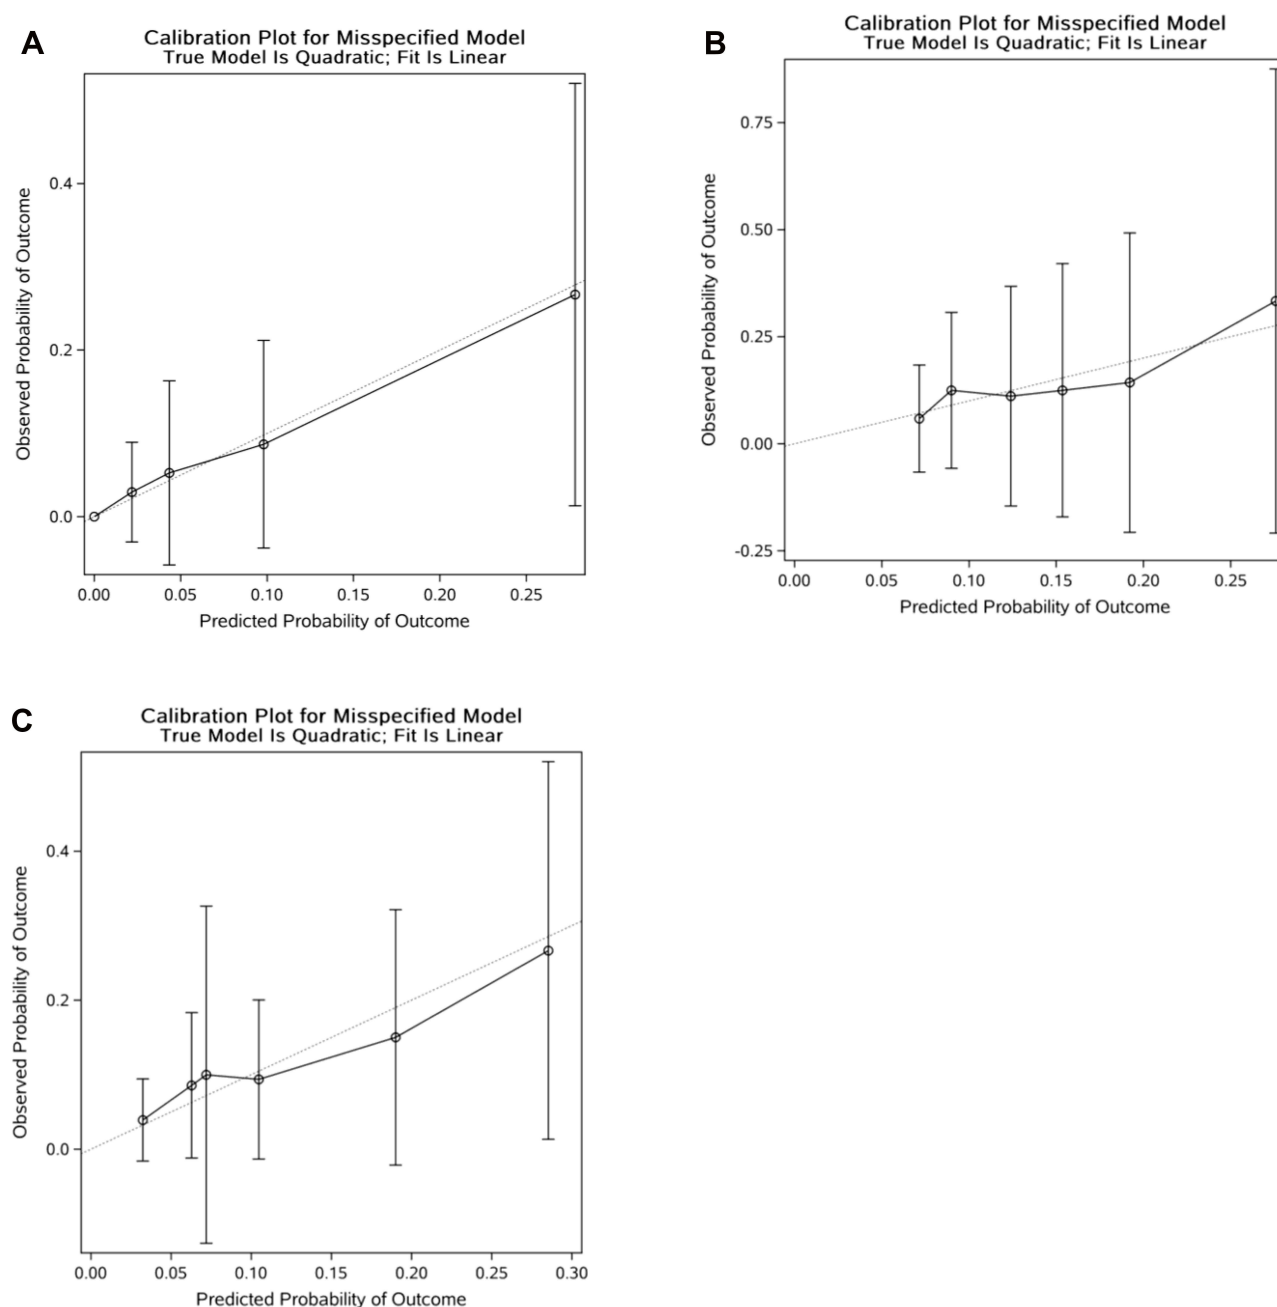 A
Calibration Plot for Misspecified Model
True Model Is Quadratic; Fit Is Linear
0.4
0.2
0.0
Observed Probability of Outcome
0.00 0.05 0.10 0.15 0.20 0.25
Predicted Probability of Outcome
B
Calibration Plot for Misspecified Model
True Model Is Quadratic; Fit Is Linear
0.75
0.50
0.25
0.00
-0.25
Observed Probability of Outcome
0.00 0.05 0.10 0.15 0.20 0.25
Predicted Probability of Outcome
C
Calibration Plot for Misspecified Model
True Model Is Quadratic; Fit Is Linear
0.4
0.2
0.0
Observed Probability of Outcome
0.00 0.05 0.10 0.15 0.20 0.25 0.30
Predicted Probability of Outcome